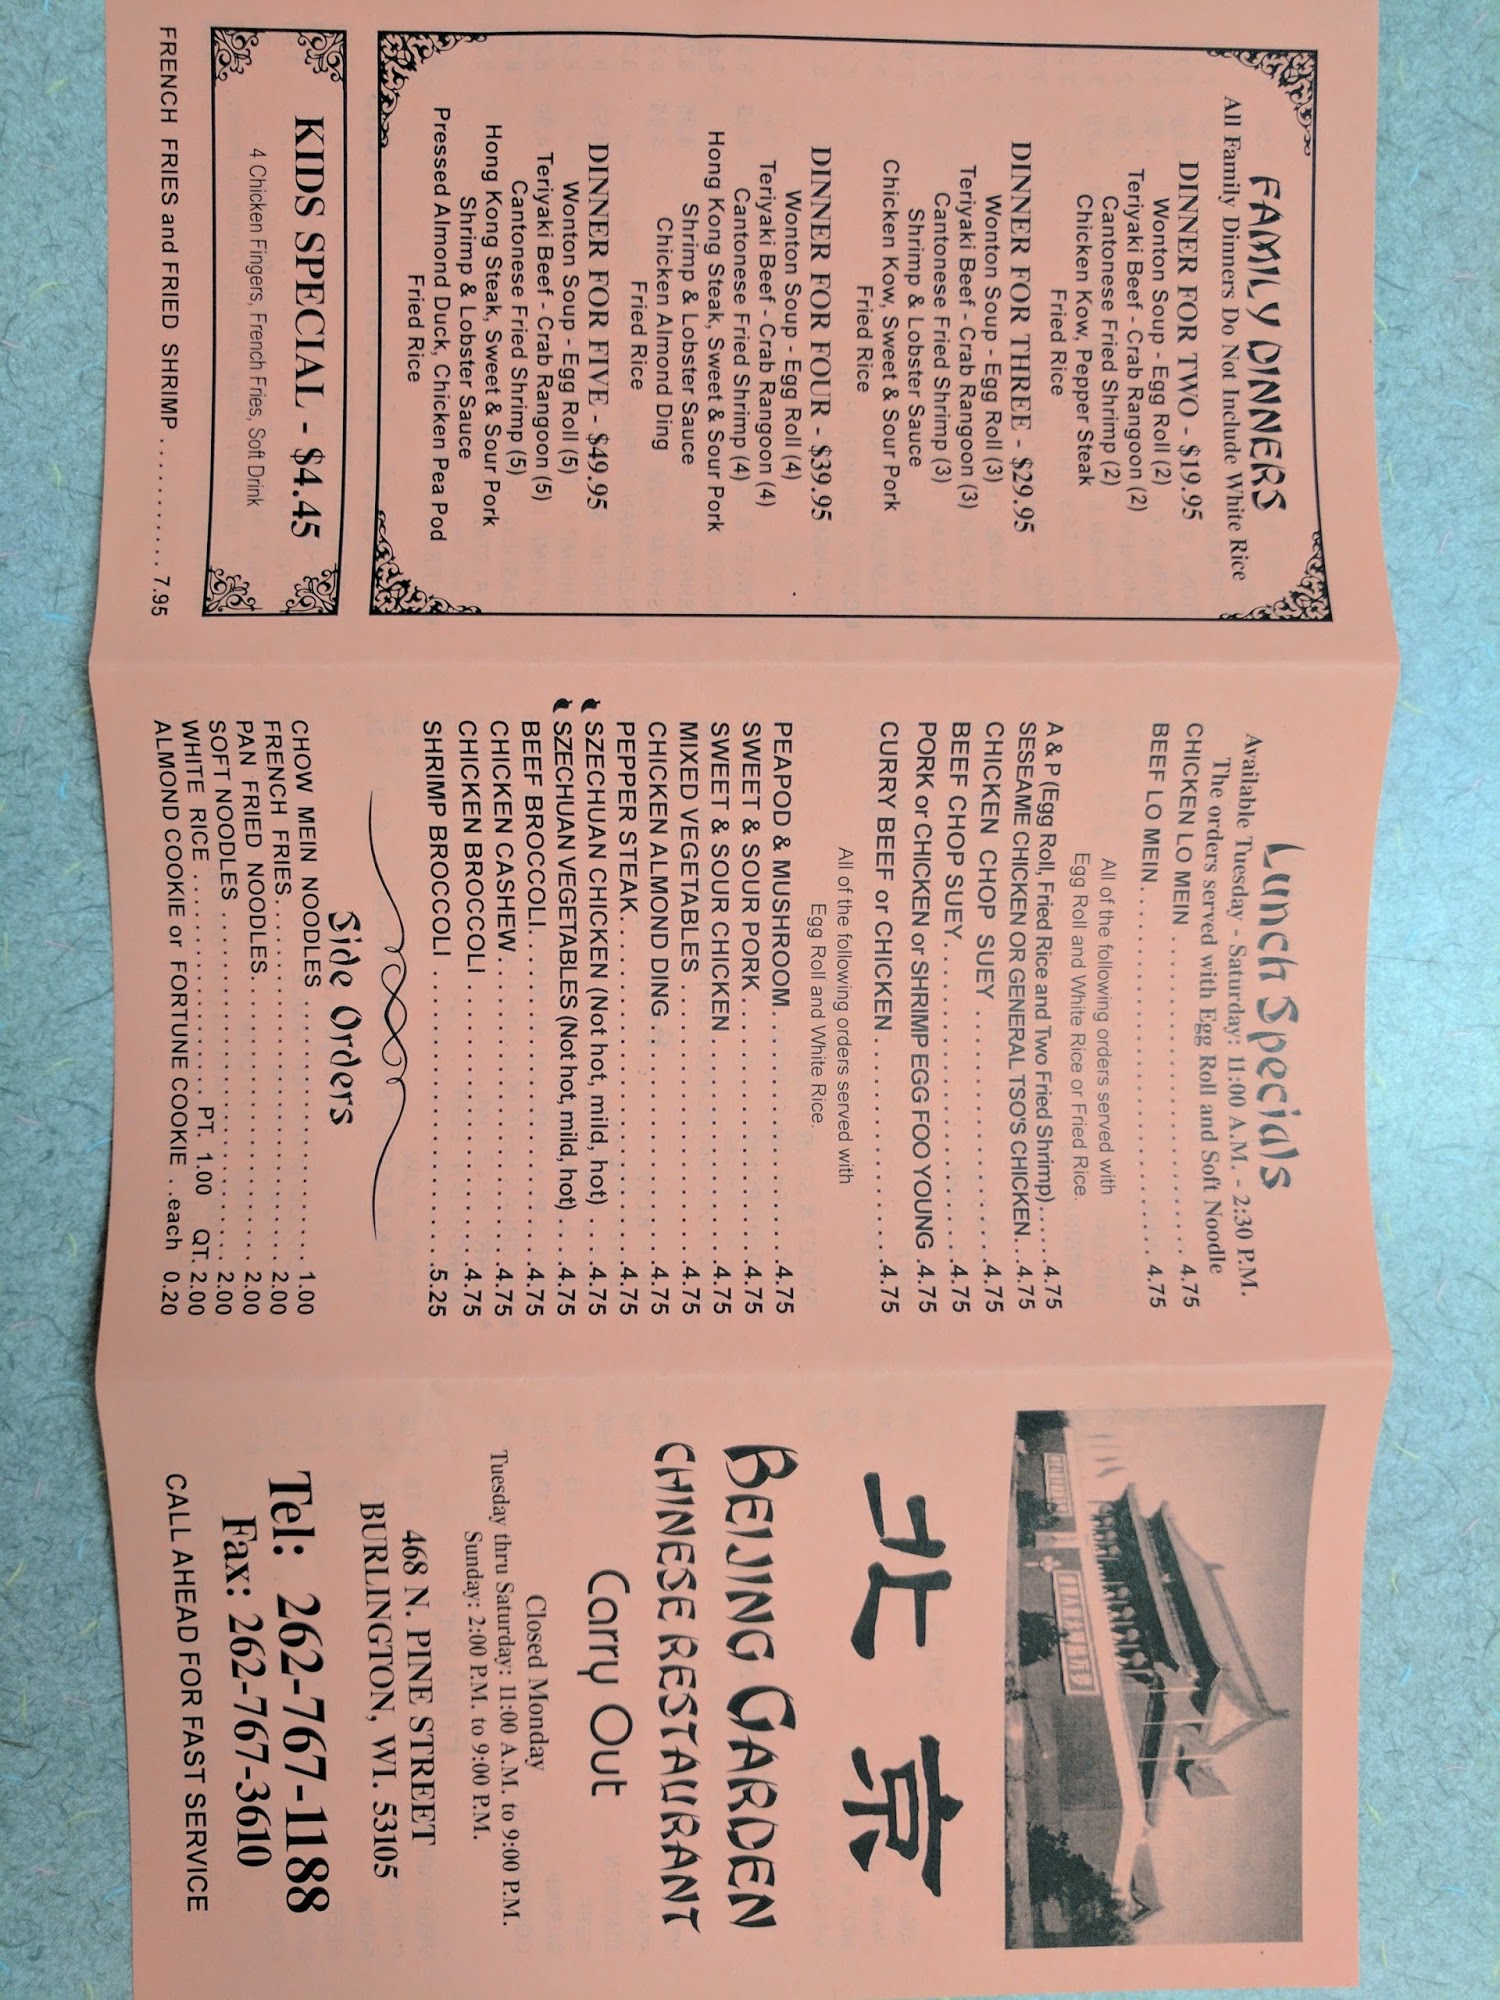 FAMILY DINNERS
All Family Dinners Do Not Include White Rice
DINNER FOR TWO - $19.95
Wonton Soup - Egg Roll (2)
Teriyaki Beef - Crab Rangoon (2)
Cantonese Fried Shrimp (2)
Chicken Kow, Pepper Steak
Fried Rice
DINNER FOR THREE - $29.95
Wonton Soup - Egg Roll (3)
Teriyaki Beef - Crab Rangoon (3)
Cantonese Fried Shrimp (3)
Shrimp & Lobster Sauce
Chicken Kow, Sweet & Sour Pork
Fried Rice
DINNER FOR FOUR - $39.95
Wonton Soup - Egg Roll (4)
Teriyaki Beef - Crab Rangoon (4)
Cantonese Fried Shrimp (4)
Hong Kong Steak, Sweet & Sour Pork
Shrimp & Lobster Sauce
Chicken Almond Ding
Fried Rice
DINNER FOR FIVE - $49.95
Wonton Soup - Egg Roll (5)
Teriyaki Beef - Crab Rangoon (5)
Cantonese Fried Shrimp (5)
Hong Kong Steak, Sweet & Sour Pork
Shrimp & Lobster Sauce
Pressed Almond Duck, Chicken Pea Pod
Fried Rice
KIDS SPECIAL - $4.45
4 Chicken Fingers, French Fries, Soft Drink
FRENCH FRIES and FRIED SHRIMP . . . . . . . . . . 7.95
Lunch Specials
Available Tuesday - Saturday: 11:00 A.M. - 2:30 P.M.
The orders served with Egg Roll and Soft Noodle
CHICKEN LO MEIN . . . . . . . . . . 4.75
BEEF LO MEIN . . . . . . . . . . 4.75
All of the following orders served with
Egg Roll and White Rice or Fried Rice.
A & P (Egg Roll, Fried Rice and Two Fried Shrimp) . . . . .4.75
SESEAME CHICKEN OR GENERAL TSO'S CHICKEN. . .4.75
CHICKEN CHOP SUEY . . . . . . . . . . 4.75
BEEF CHOP SUEY . . . . . . . . . . 4.75
PORK or CHICKEN or SHRIMP EGG FOO YOUNG .4.75
CURRY BEEF or CHICKEN . . . . . . . . . . 4.75
All of the following orders served with
Egg Roll and White Rice.
PEAPOD & MUSHROOM . . . . . . . . . . 4.75
SWEET & SOUR PORK . . . . . . . . . . 4.75
SWEET & SOUR CHICKEN . . . . . . . . . . 4.75
MIXED VEGETABLES . . . . . . . . . . 4.75
CHICKEN ALMOND DING . . . . . . . . . . 4.75
PEPPER STEAK . . . . . . . . . . 4.75
SZECHUAN CHICKEN (Not hot, mild, hot) . . . .4.75
SZECHUAN VEGETABLES (Not hot, mild, hot) . . . .4.75
BEEF BROCCOLI . . . . . . . . . . 4.75
CHICKEN CASHEW . . . . . . . . . . 4.75
CHICKEN BROCCOLI . . . . . . . . . . 4.75
SHRIMP BROCCOLI . . . . . . . . . . 5.25
Side Orders
CHOW MEIN NOODLES . . . . . . . . . . 1.00
FRENCH FRIES . . . . . . . . . . 2.00
PAN FRIED NOODLES . . . . . . . . . . 2.00
SOFT NOODLES . . . . . . . . . . 2.00
WHITE RICE . . . . . . . . . . PT. 1.00 QT. 2.00
ALMOND COOKIE or FORTUNE COOKIE . .each 0.20
北京
BEIJING GARDEN
CHINESE RESTAURANT
Carry Out
Closed Monday
Tuesday thru Saturday: 11:00 A.M. to 9:00 P.M.
Sunday: 2:00 P.M. to 9:00 P.M.
468 N. PINE STREET
BURLINGTON, WI. 53105
Tel: 262-767-1188
Fax: 262-767-3610
CALL AHEAD FOR FAST SERVICE